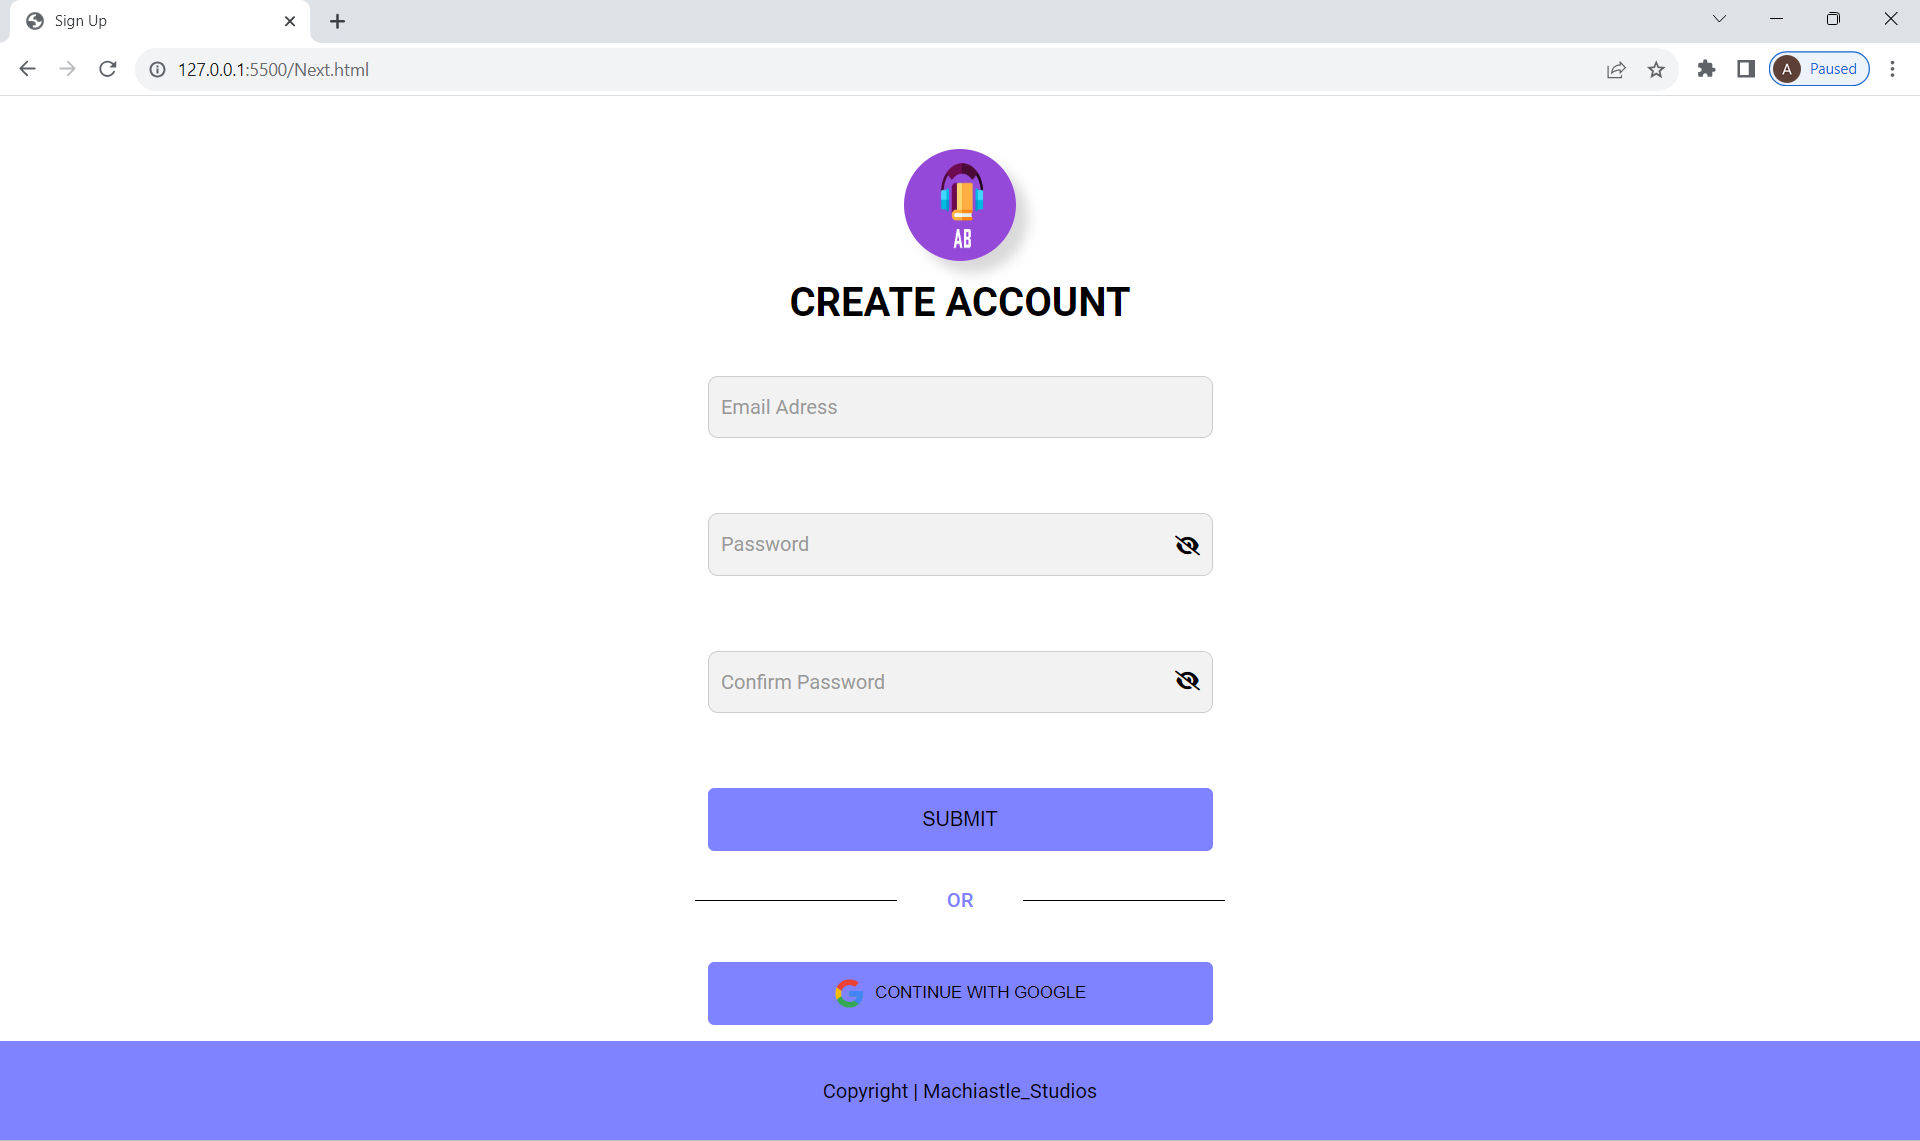 Sign Up
127.0.0.1:5500/Next.html
A Paused
AB
CREATE ACCOUNT
Email Adress
Password
Confirm Password
SUBMIT
OR
CONTINUE WITH GOOGLE
Copyright | Machiastle_Studios